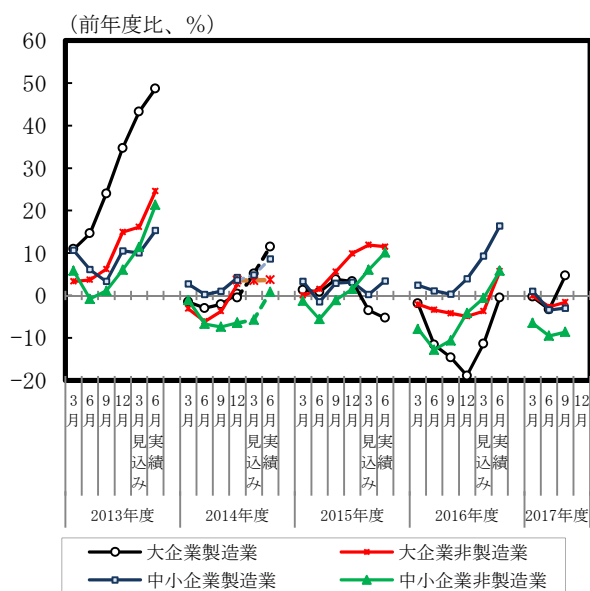 (前年度比、％)
60
50
40
30
20
10
0
−10
−20
3月 6月 9月 12月 3月見込み 6月実績 3月 6月 9月 12月 3月見込み 6月実績 3月 6月 9月 12月 3月見込み 6月実績 3月 6月 9月 12月 3月見込み 6月実績 3月 6月 9月 12月
2013年度 2014年度 2015年度 2016年度 2017年度
大企業製造業 大企業非製造業
中小企業製造業 中小企業非製造業